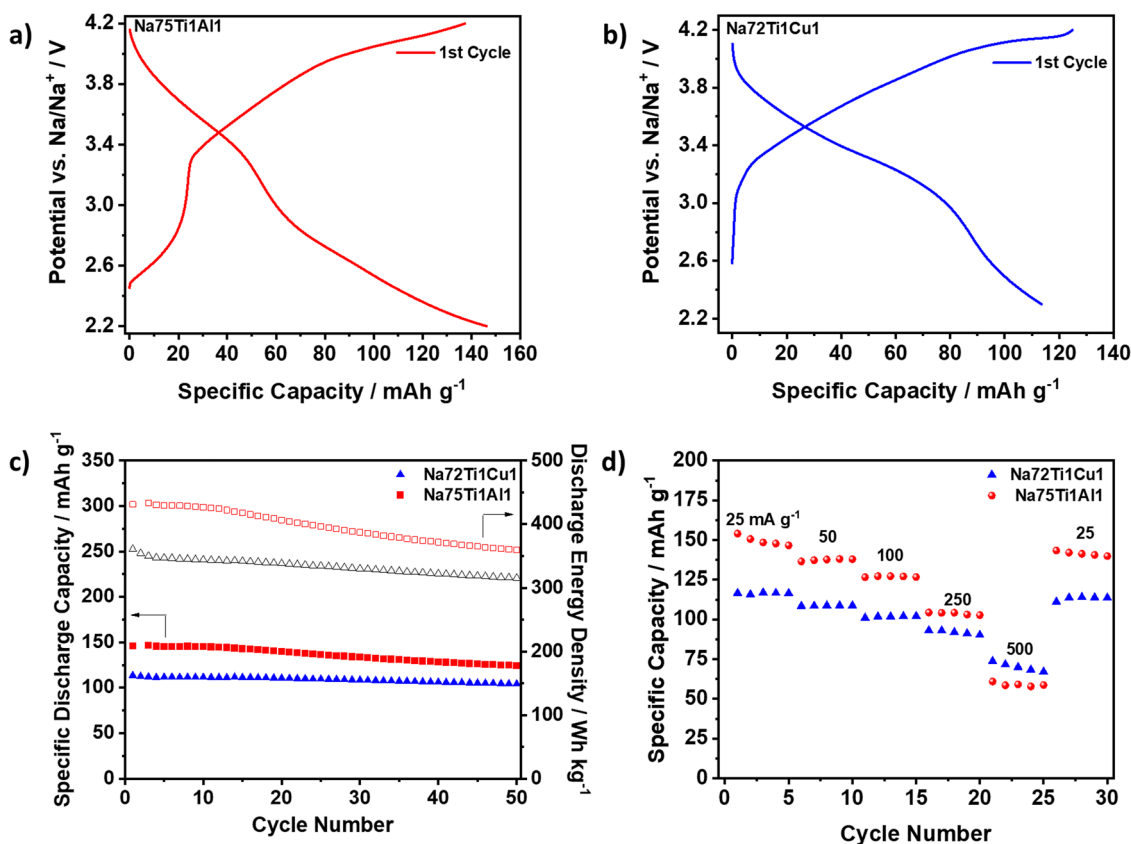 a)
Na75Ti1Al1
1st Cycle
Potential vs. Na/Na⁺ / V
4.2
3.8
3.4
3.0
2.6
2.2
0 20 40 60 80 100 120 140 160
Specific Capacity / mAh g⁻¹
b)
Na72Ti1Cu1
1st Cycle
Potential vs. Na/Na⁺ / V
4.2
3.8
3.4
3.0
2.6
2.2
0 20 40 60 80 100 120 140
Specific Capacity / mAh g⁻¹
c)
Na72Ti1Cu1
Na75Ti1Al1
Specific Discharge Capacity / mAh g⁻¹
350
300
250
200
150
100
50
0
0 10 20 30 40 50
Cycle Number
500
400
300
200
100
0
Discharge Energy Density / Wh kg⁻¹
d)
Na72Ti1Cu1
Na75Ti1Al1
25 mA g⁻¹
50
100
250
500
25
Specific Capacity / mAh g⁻¹
200
175
150
125
100
75
50
25
0
0 5 10 15 20 25 30
Cycle Number